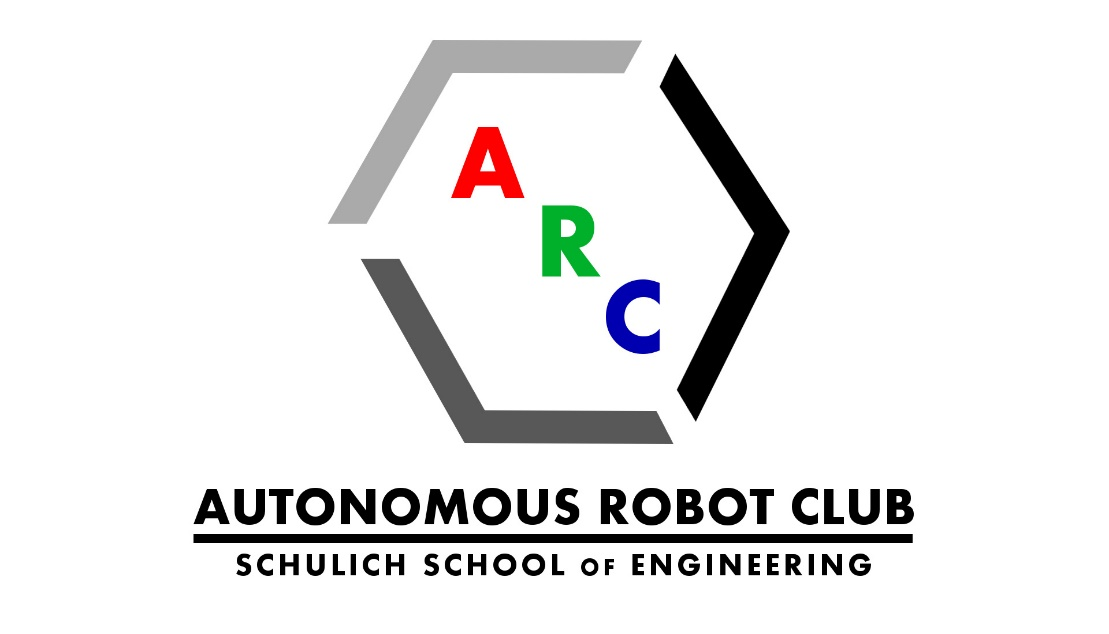 A
R
C
AUTONOMOUS ROBOT CLUB
SCHULICH SCHOOL OF ENGINEERING